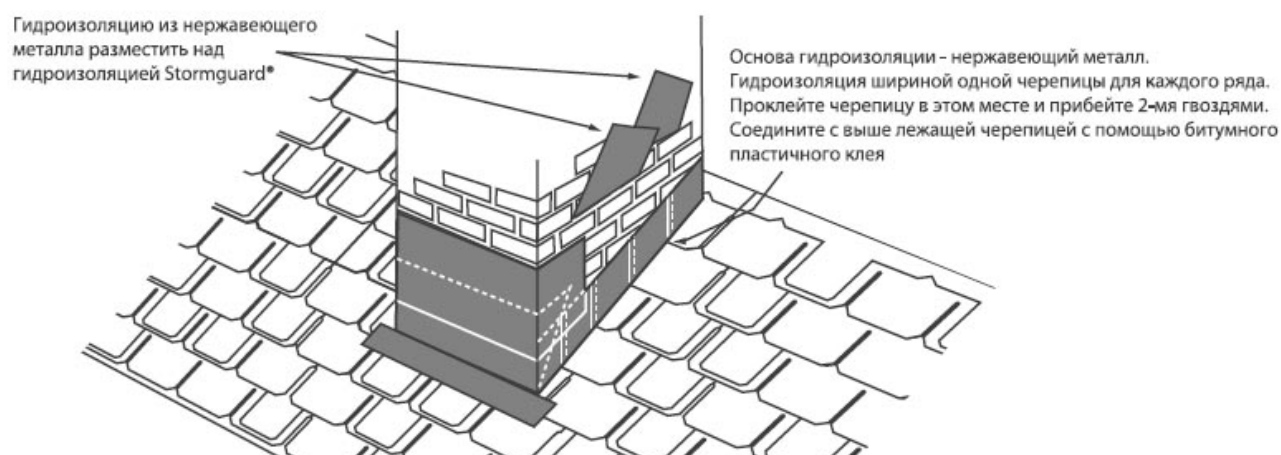 Гидроизоляцию из нержавеющего
металла разместить над
гидроизоляцией Stormguard®
Основа гидроизоляции – нержавеющий металл.
Гидроизоляция шириной одной черепицы для каждого ряда.
Проклейте черепицу в этом месте и прибейте 2-мя гвоздями.
Соедините с выше лежащей черепицей с помощью битумного
пластичного клея